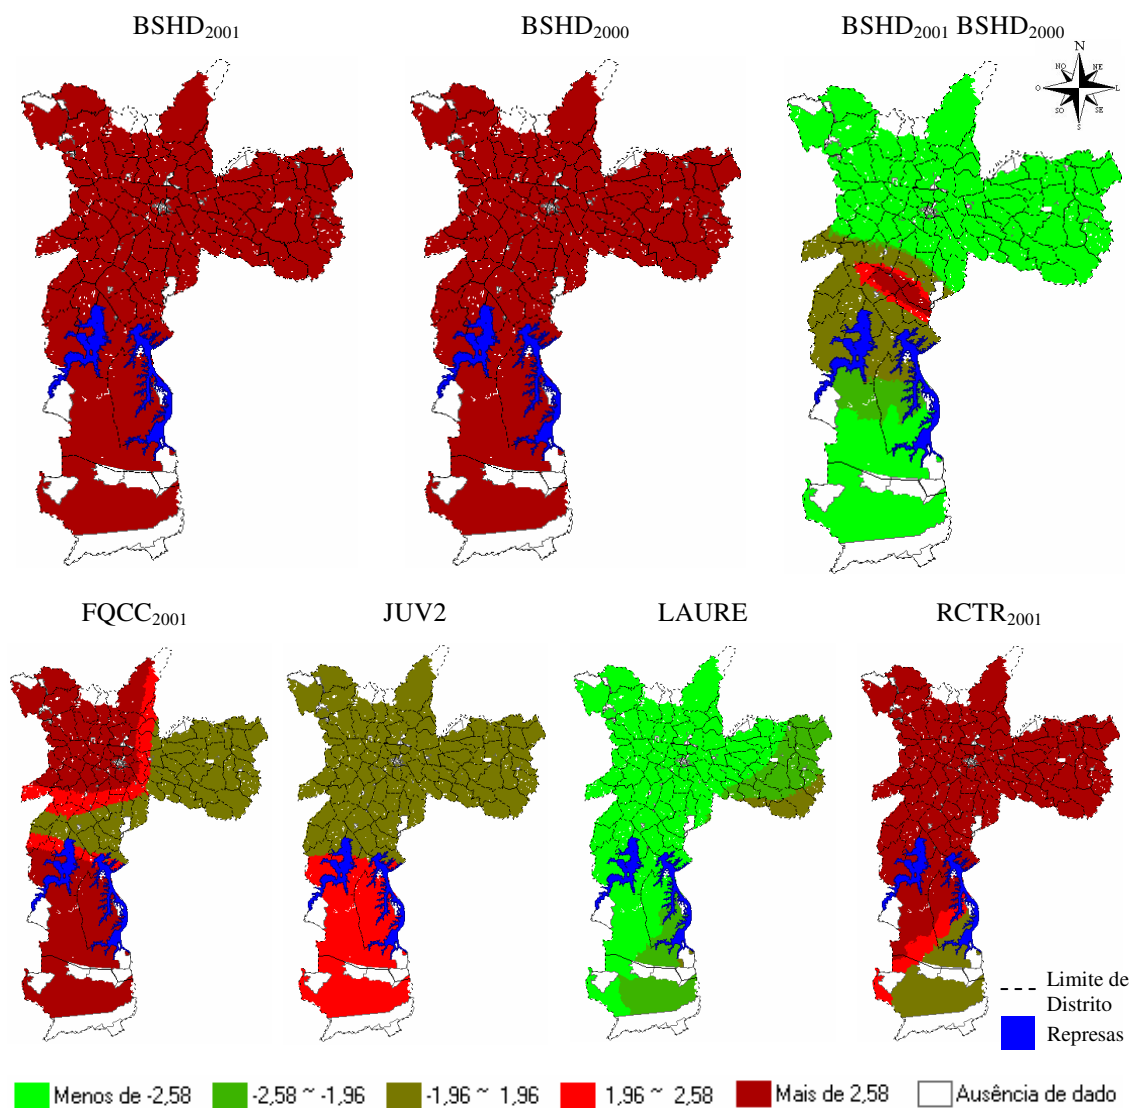 BSHD2001 BSHD2000 BSHD2001 BSHD2000
N
NO NE
O L
SO SE
S
FQCC2001 JUV2 LAURE RCTR2001
Limite de
Distrito
Represas
Menos de -2,58 -2,58 ~ -1,96 -1,96 ~ 1,96 1,96 ~ 2,58 Mais de 2,58 Ausência de dado